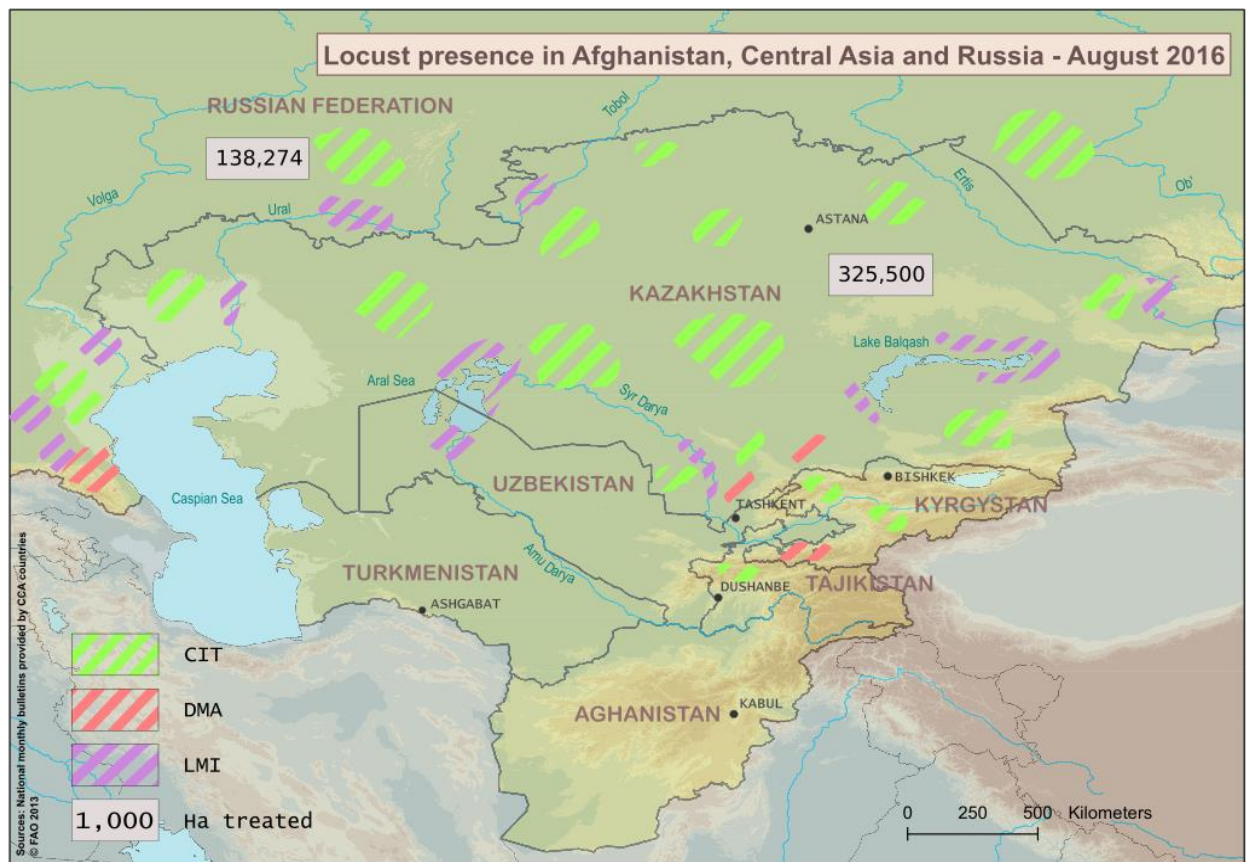 Locust presence in Afghanistan, Central Asia and Russia - August 2016
RUSSIAN FEDERATION
Tobol
138,274
Volga
Ural
Ertis
Ob'
ASTANA
325,500
KAZAKHSTAN
Lake Balqash
Aral Sea
Syr Darya
UZBEKISTAN
BISHKEK
Caspian Sea
TASHKENT
KYRGYSTAN
Amu Darya
TURKMENISTAN
TAJIKISTAN
DUSHANBE
ASHGABAT
CIT
DMA
AGHANISTAN
KABUL
LMI
1,000 Ha treated
0 250 500 Kilometers
Sources: National monthly bulletins provided by CCA countries
© FAO 2013